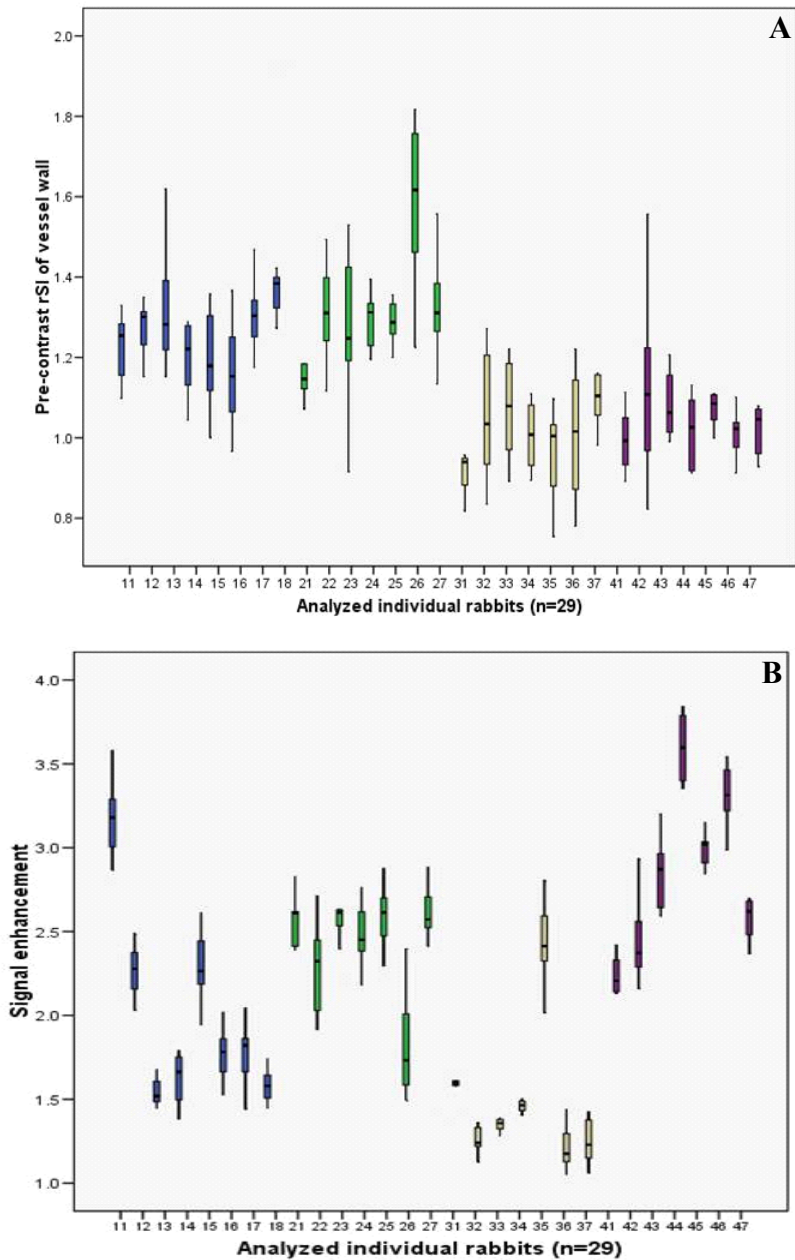 A
Pre-contrast rSI of vessel wall
2.0
1.8
1.6
1.4
1.2
1.0
0.8
11 12 13 14 15 16 17 18 21 22 23 24 25 26 27 31 32 33 34 35 36 37 41 42 43 44 45 46 47
Analyzed individual rabbits (n=29)
B
Signal enhancement
4.0
3.5
3.0
2.5
2.0
1.5
1.0
11 12 13 14 15 16 17 18 21 22 23 24 25 26 27 31 32 33 34 35 36 37 41 42 43 44 45 46 47
Analyzed individual rabbits (n=29)